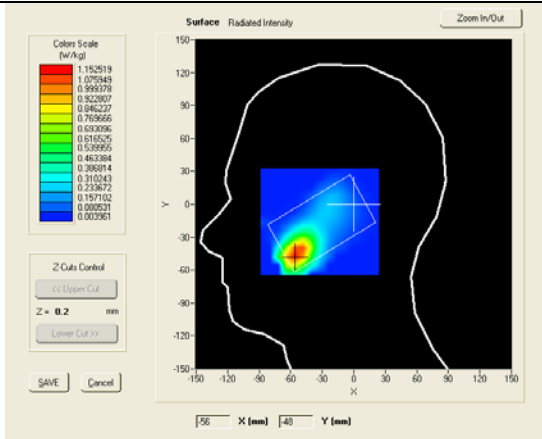 Surface Radiated Intensity
Zoom In/Out
Colors Scale
(W/kg)
1.152519
1.075949
0.999378
0.922807
0.846237
0.769666
0.693096
0.616525
0.539955
0.463384
0.386814
0.310243
0.233672
0.157102
0.080531
0.003961
Z-Cuts Control
<< Upper Cut
Z = 0.2 mm
Lower Cut >>
SAVE
Cancel
150
120
90
60
30
0
-30
-60
-90
-120
-150
Y
-150 -120 -90 -60 -30 0 30 60 90 120 150
X
-56 X (mm) -48 Y (mm)